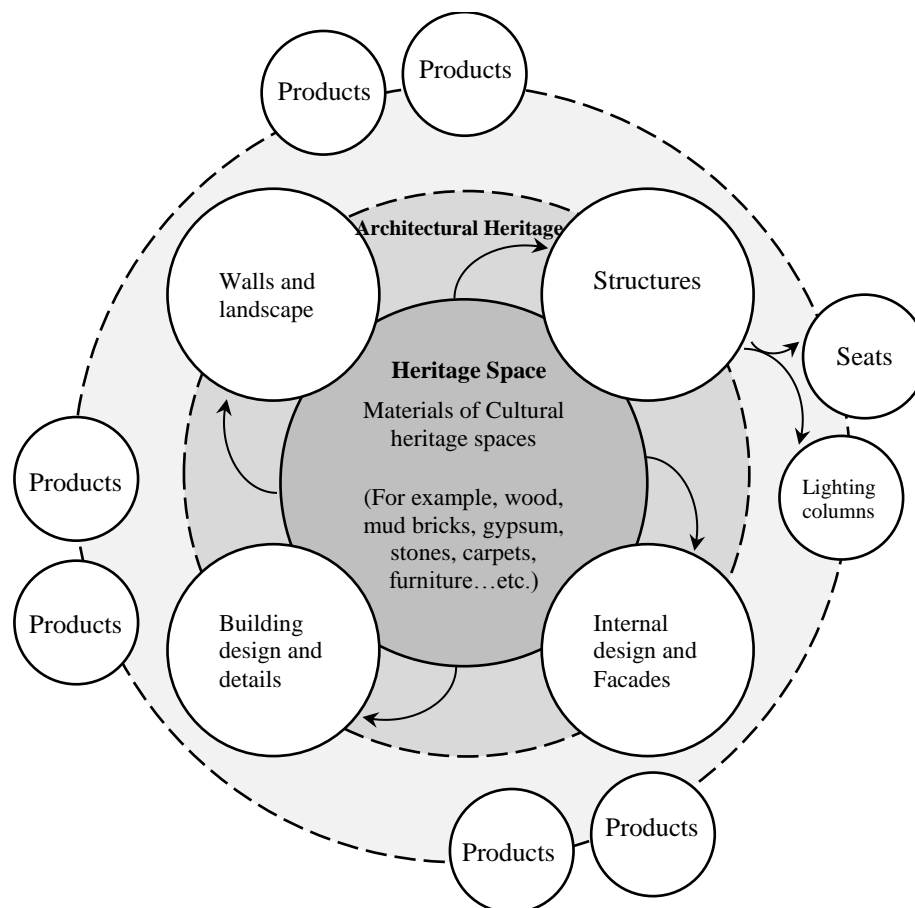 Products
Products
Architectural Heritage
Walls and
landscape
Structures
Heritage Space
Materials of Cultural
heritage spaces
(For example, wood,
mud bricks, gypsum,
stones, carpets,
furniture…etc.)
Seats
Lighting
columns
Products
Products
Building
design and
details
Internal
design and
Facades
Products
Products